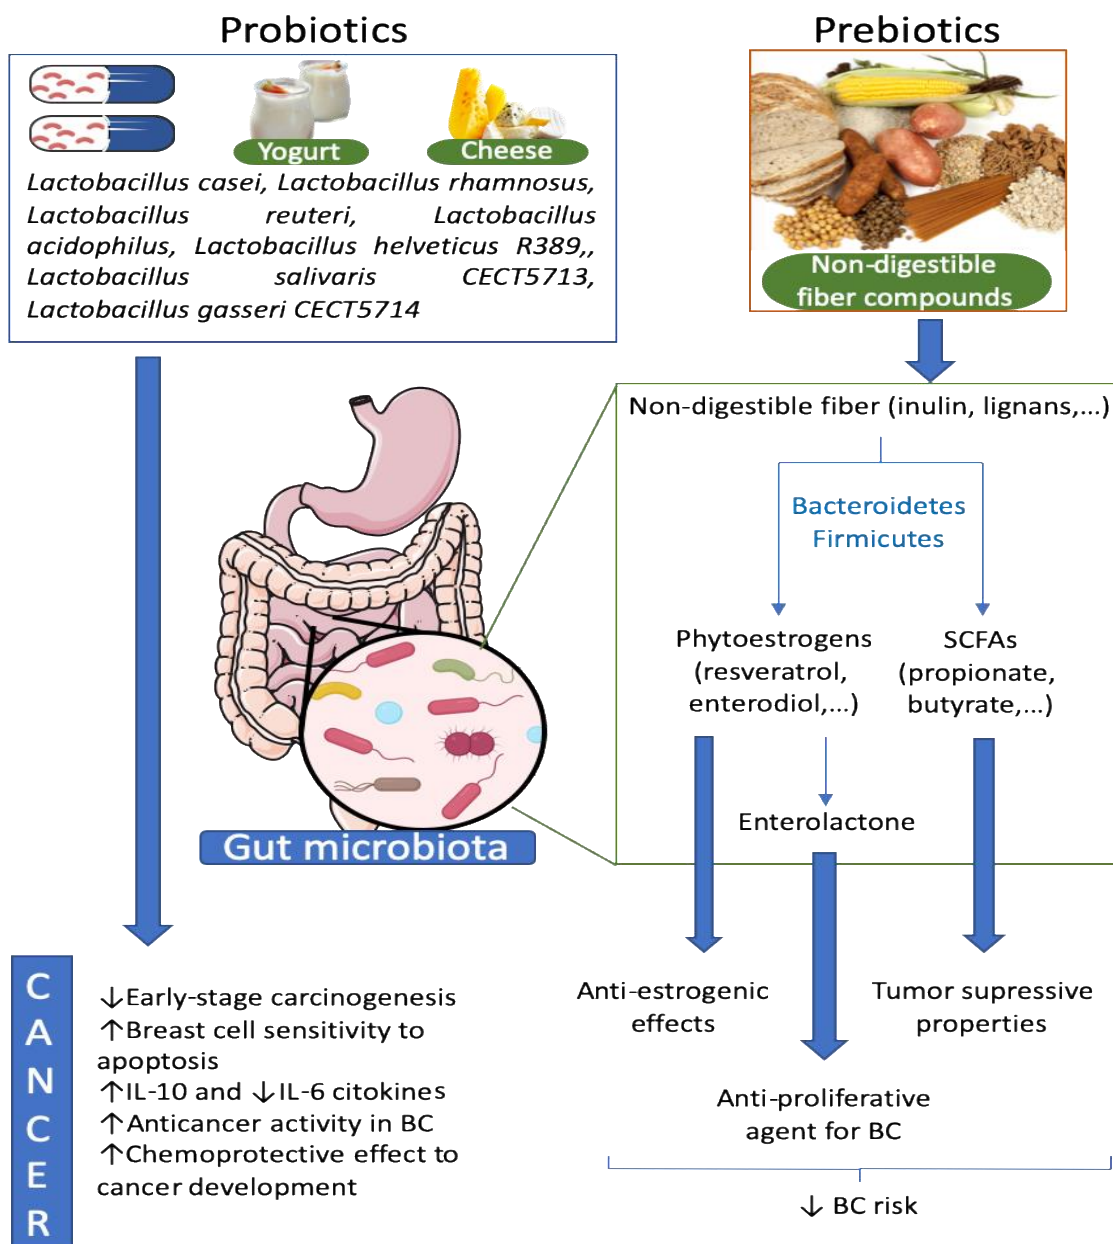 Probiotics
Yogurt
Cheese
Lactobacillus casei, Lactobacillus rhamnosus,
Lactobacillus reuteri, Lactobacillus
acidophilus, Lactobacillus helveticus R389,,
Lactobacillus salivaris CECT5713,
Lactobacillus gasseri CECT5714
Prebiotics
Non-digestible
fiber compounds
Non-digestible fiber (inulin, lignans,...)
Bacteroidetes
Firmicutes
Phytoestrogens
(resveratrol,
enterodiol,...)
SCFAs
(propionate,
butyrate,...)
Enterolactone
Gut microbiota
CANCER
↓Early-stage carcinogenesis
↑Breast cell sensitivity to
apoptosis
↑IL-10 and ↓IL-6 citokines
↑Anticancer activity in BC
↑Chemoprotective effect to
cancer development
Anti-estrogenic
effects
Tumor supressive
properties
Anti-proliferative
agent for BC
↓ BC risk